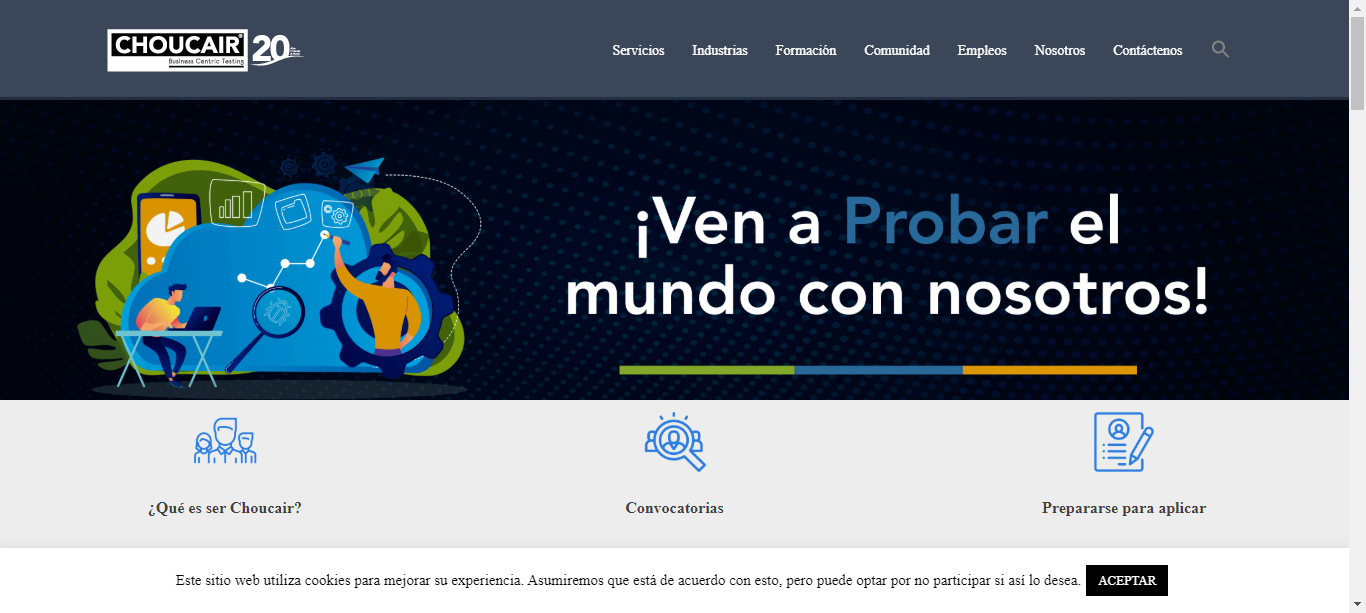 CHOUCAIR
Business Centric Testing
20
Servicios
Industrias
Formación
Comunidad
Empleos
Nosotros
Contáctenos
¡Ven a Probar el
mundo con nosotros!
¿Qué es ser Choucair?
Convocatorias
Prepararse para aplicar
Este sitio web utiliza cookies para mejorar su experiencia. Asumiremos que está de acuerdo con esto, pero puede optar por no participar si así lo desea. ACEPTAR